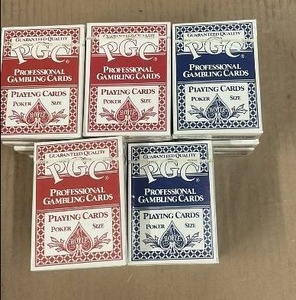 GUARANTEED QUALITY
PGC®
PROFESSIONAL
GAMBLING CARDS
PLAYING CARDS
POKER SIZE
GUARANTEED QUALITY
PGC®
PROFESSIONAL
GAMBLING CARDS
PLAYING CARDS
POKER SIZE
GUARANTEED QUALITY
PGC®
PROFESSIONAL
GAMBLING CARDS
PLAYING CARDS
POKER SIZE
GUARANTEED QUALITY
PGC®
PROFESSIONAL
GAMBLING CARDS
PLAYING CARDS
POKER SIZE
GUARANTEED QUALITY
PGC®
PROFESSIONAL
GAMBLING CARDS
PLAYING CARDS
POKER SIZE